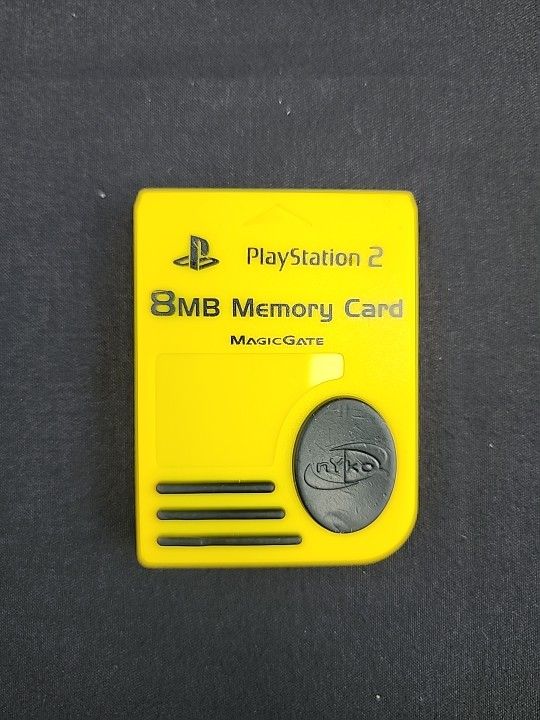 PlayStation 2
8MB Memory Card
MAGICGATE
nyko